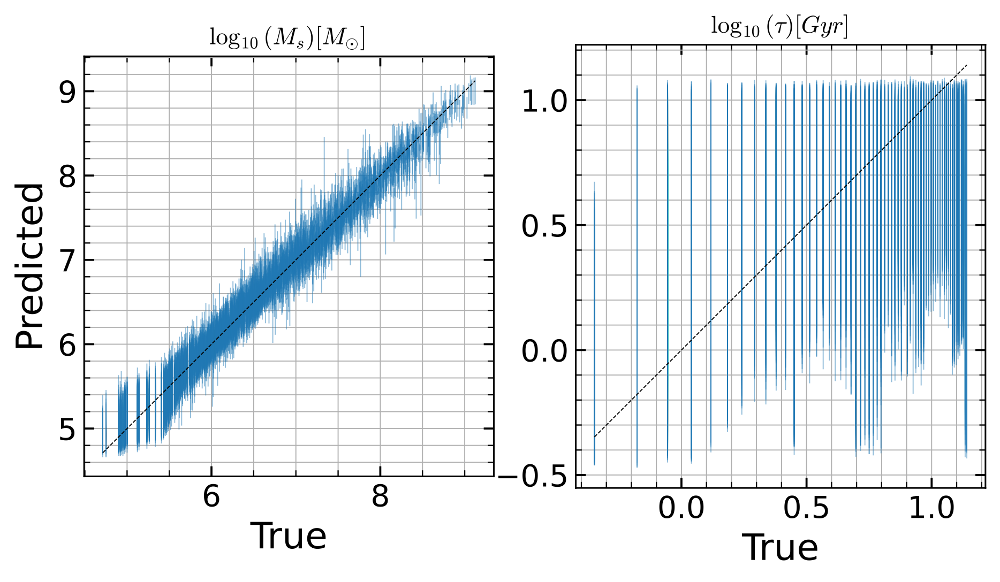 log₁₀ (Mₛ)[M☉]
9
8
7
6
5
6 8
Predicted
True
log₁₀ (τ)[Gyr]
1.0
0.5
0.0
−0.5
0.0 0.5 1.0
True